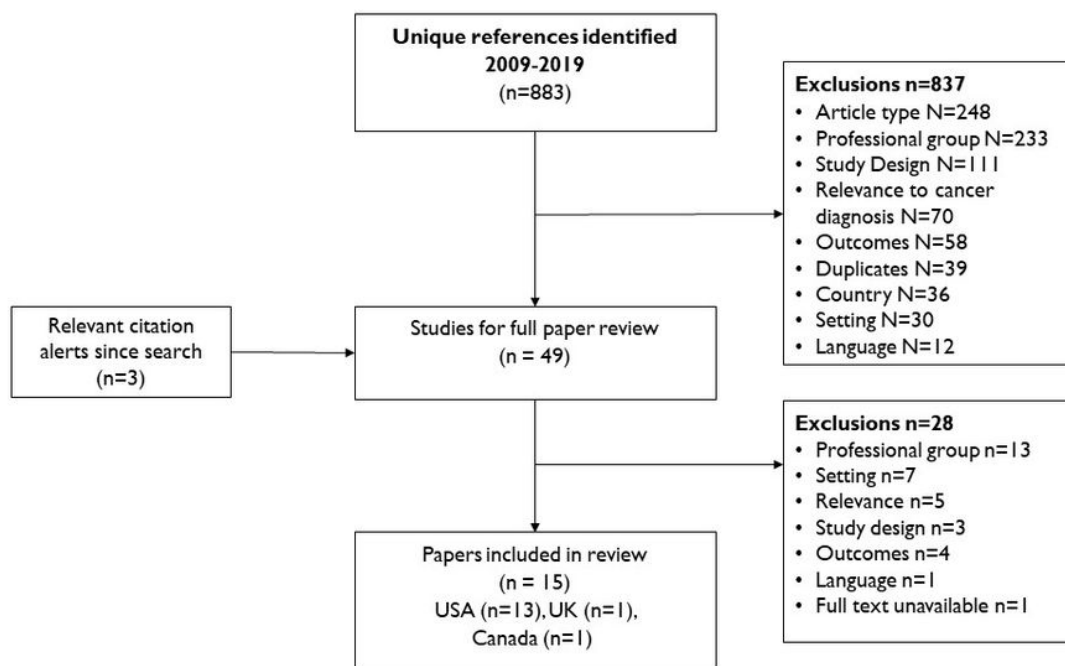 Unique references identified
2009-2019
(n=883)
Exclusions n=837
• Article type N=248
• Professional group N=233
• Study Design N=111
• Relevance to cancer
diagnosis N=70
• Outcomes N=58
• Duplicates N=39
• Country N=36
• Setting N=30
• Language N=12
Relevant citation
alerts since search
(n=3)
Studies for full paper review
(n = 49)
Exclusions n=28
• Professional group n=13
• Setting n=7
• Relevance n=5
• Study design n=3
• Outcomes n=4
• Language n=1
• Full text unavailable n=1
Papers included in review
(n = 15)
USA (n=13), UK (n=1),
Canada (n=1)